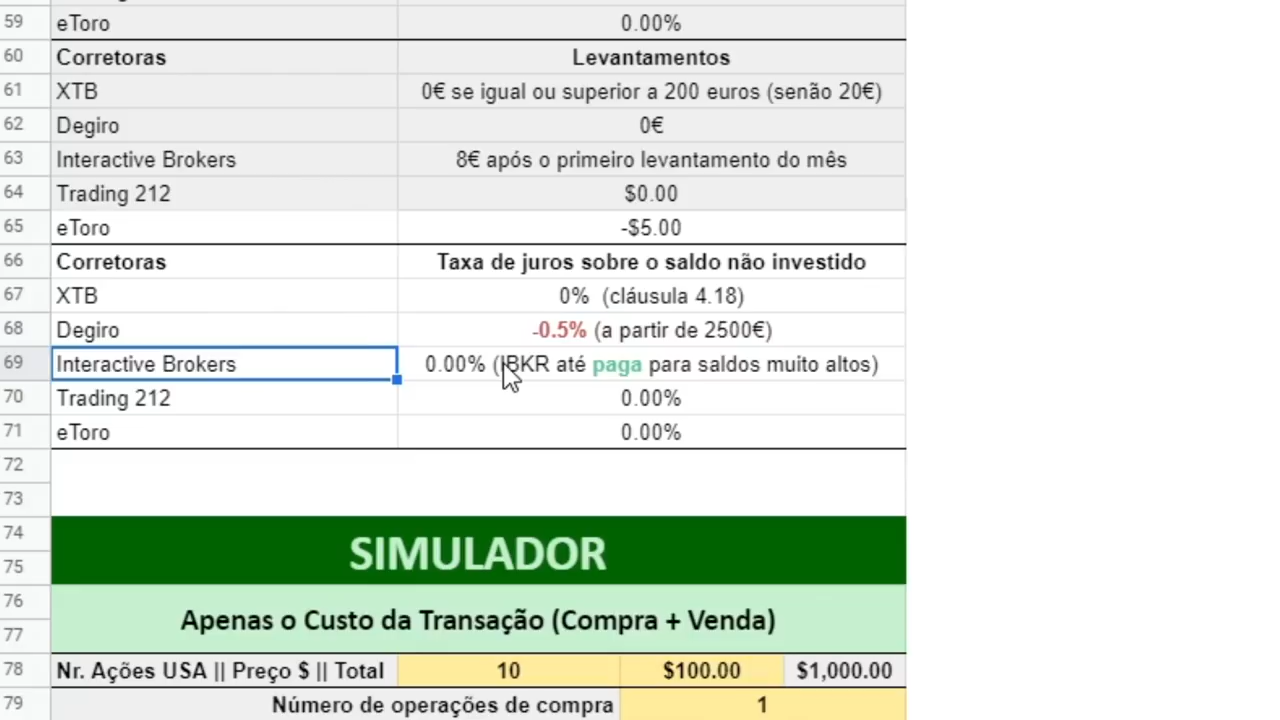 59 eToro 0.00%
60 Corretoras Levantamentos
61 XTB 0€ se igual ou superior a 200 euros (senão 20€)
62 Degiro 0€
63 Interactive Brokers 8€ após o primeiro levantamento do mês
64 Trading 212 $0.00
65 eToro -$5.00
66 Corretoras Taxa de juros sobre o saldo não investido
67 XTB 0% (cláusula 4.18)
68 Degiro -0.5% (a partir de 2500€)
69 Interactive Brokers 0.00% (IBKR até paga para saldos muito altos)
70 Trading 212 0.00%
71 eToro 0.00%
72
73
74
SIMULADOR
75
76
Apenas o Custo da Transação (Compra + Venda)
77
78 Nr. Ações USA || Preço $ || Total 10 $100.00 $1,000.00
79 Número de operações de compra 1